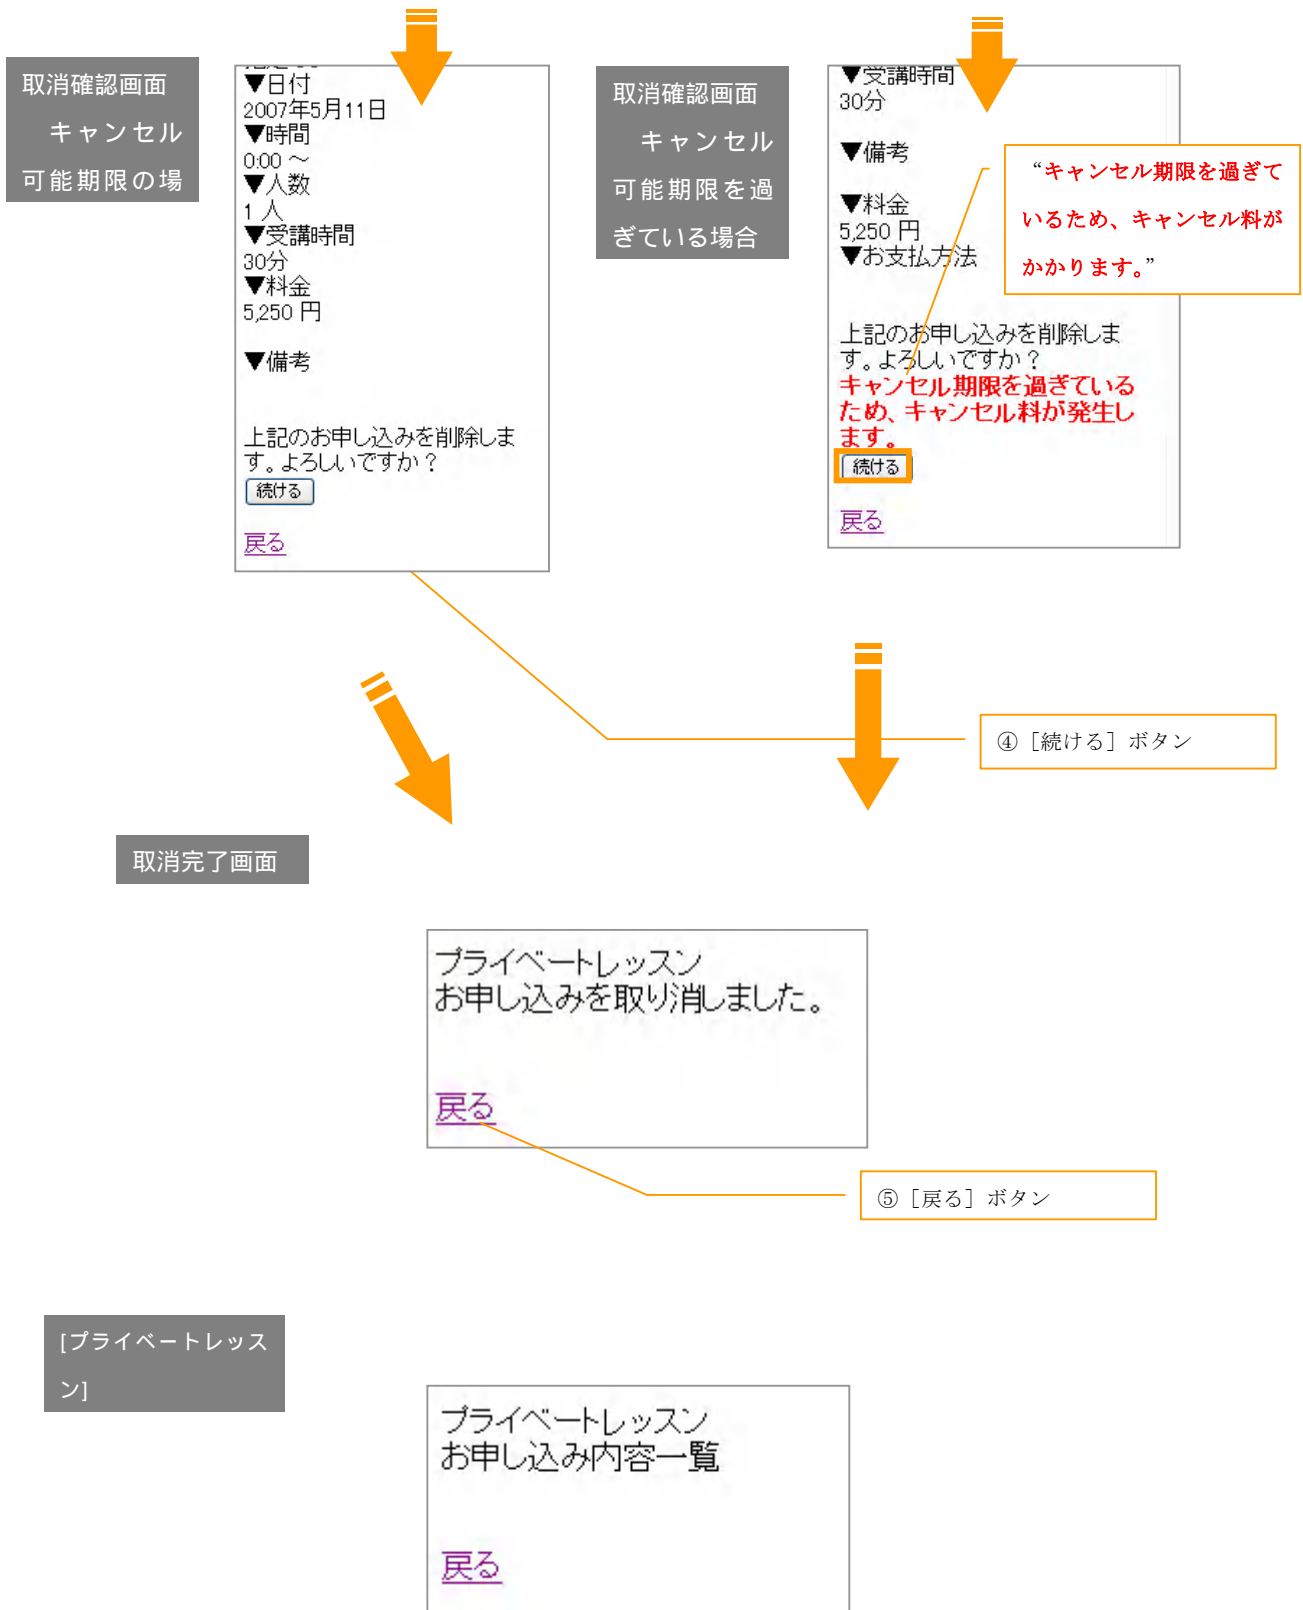 取消確認画面
キャンセル
可能期限の場
▼日付
2007年5月11日
▼時間
0:00 ～
▼人数
1 人
▼受講時間
30分
▼料金
5,250 円
▼備考
上記のお申し込みを削除しま
す。よろしいですか？
続ける
戻る
取消確認画面
キャンセル
可能期限を過
ぎている場合
▼受講時間
30分
▼備考
▼料金
5,250 円
▼お支払方法
上記のお申し込みを削除しま
す。よろしいですか？
キャンセル期限を過ぎている
ため、キャンセル料が発生し
ます。
続ける
戻る
“キャンセル期限を過ぎて
いるため、キャンセル料が
かかります。”
④［続ける］ボタン
取消完了画面
プライベートレッスン
お申し込みを取り消しました。
戻る
⑤［戻る］ボタン
[プライベートレッス
ン]
プライベートレッスン
お申し込み内容一覧
戻る